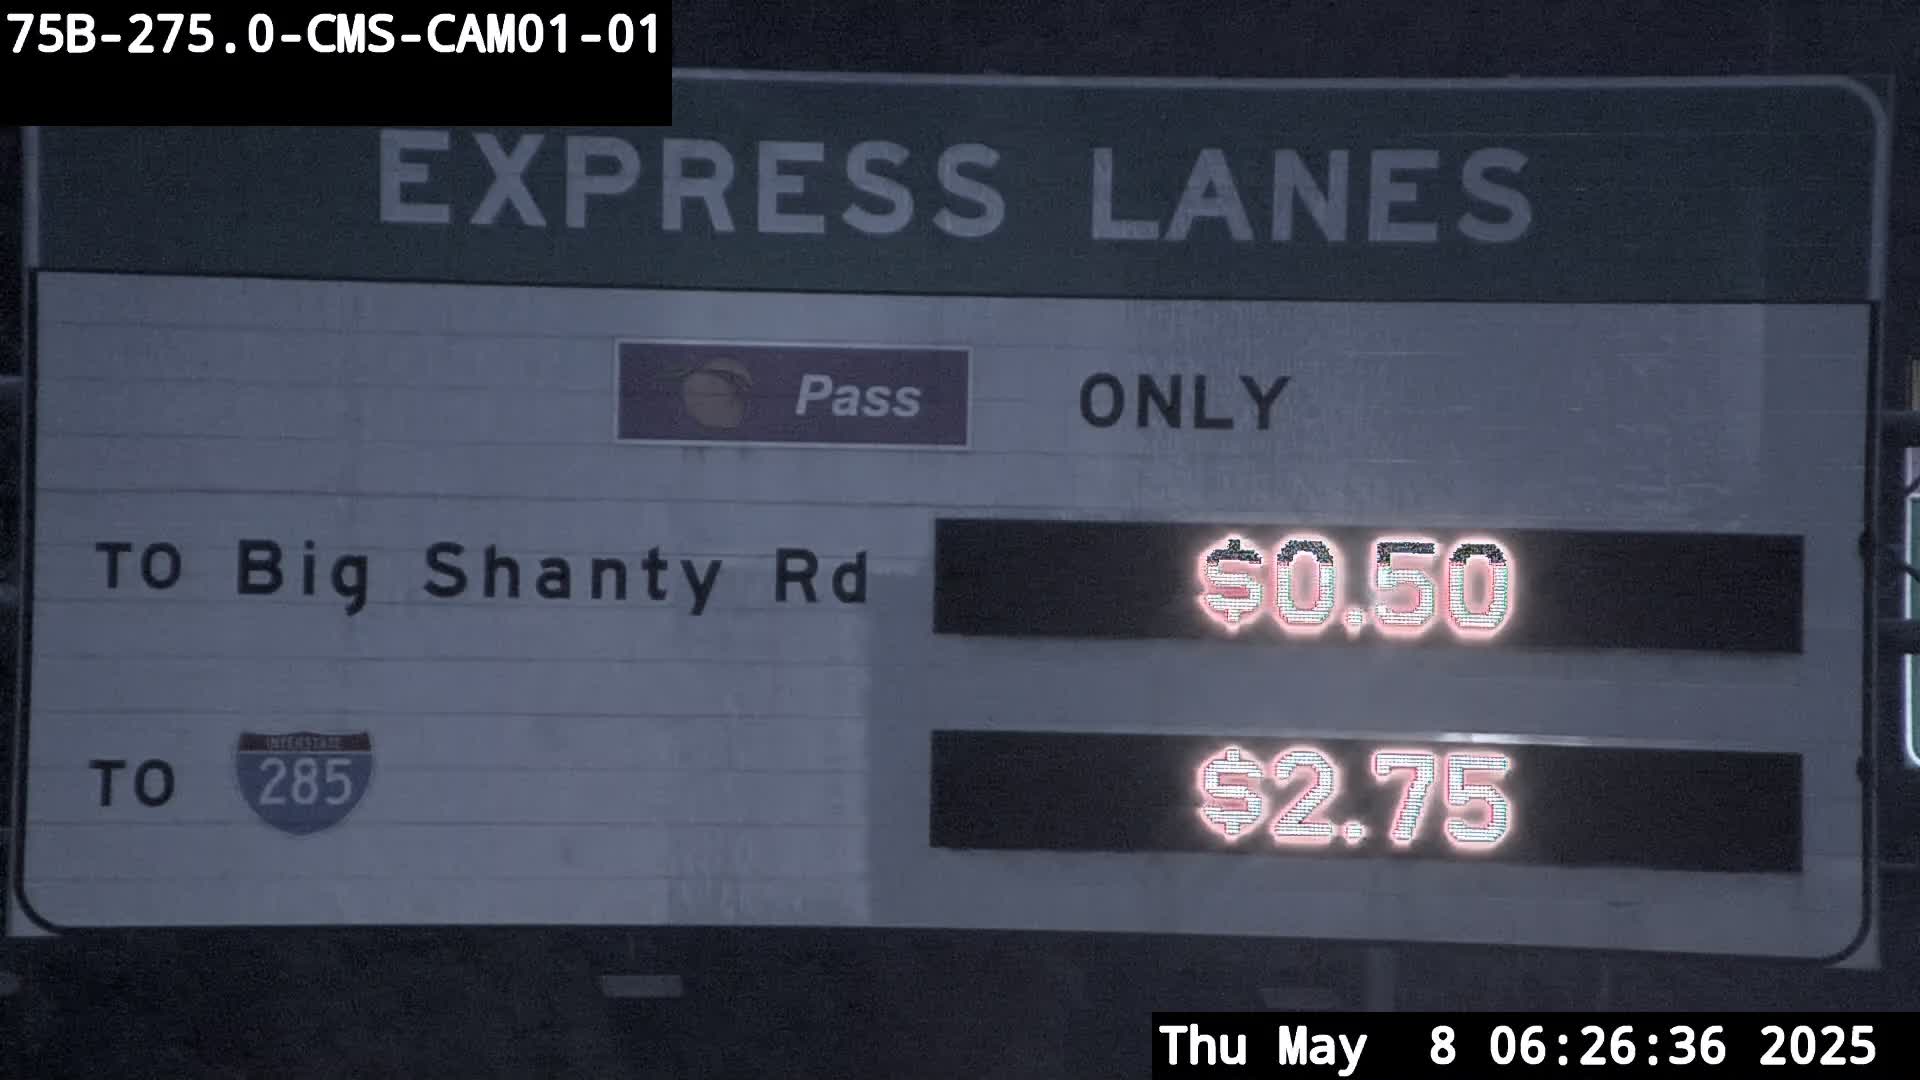 75B-275.0-CMS-CAM01-01
EXPRESS LANES
Pass ONLY
TO Big Shanty Rd $0.50
INTERSTATE
TO 285 $2.75
Thu May 8 06:26:36 2025